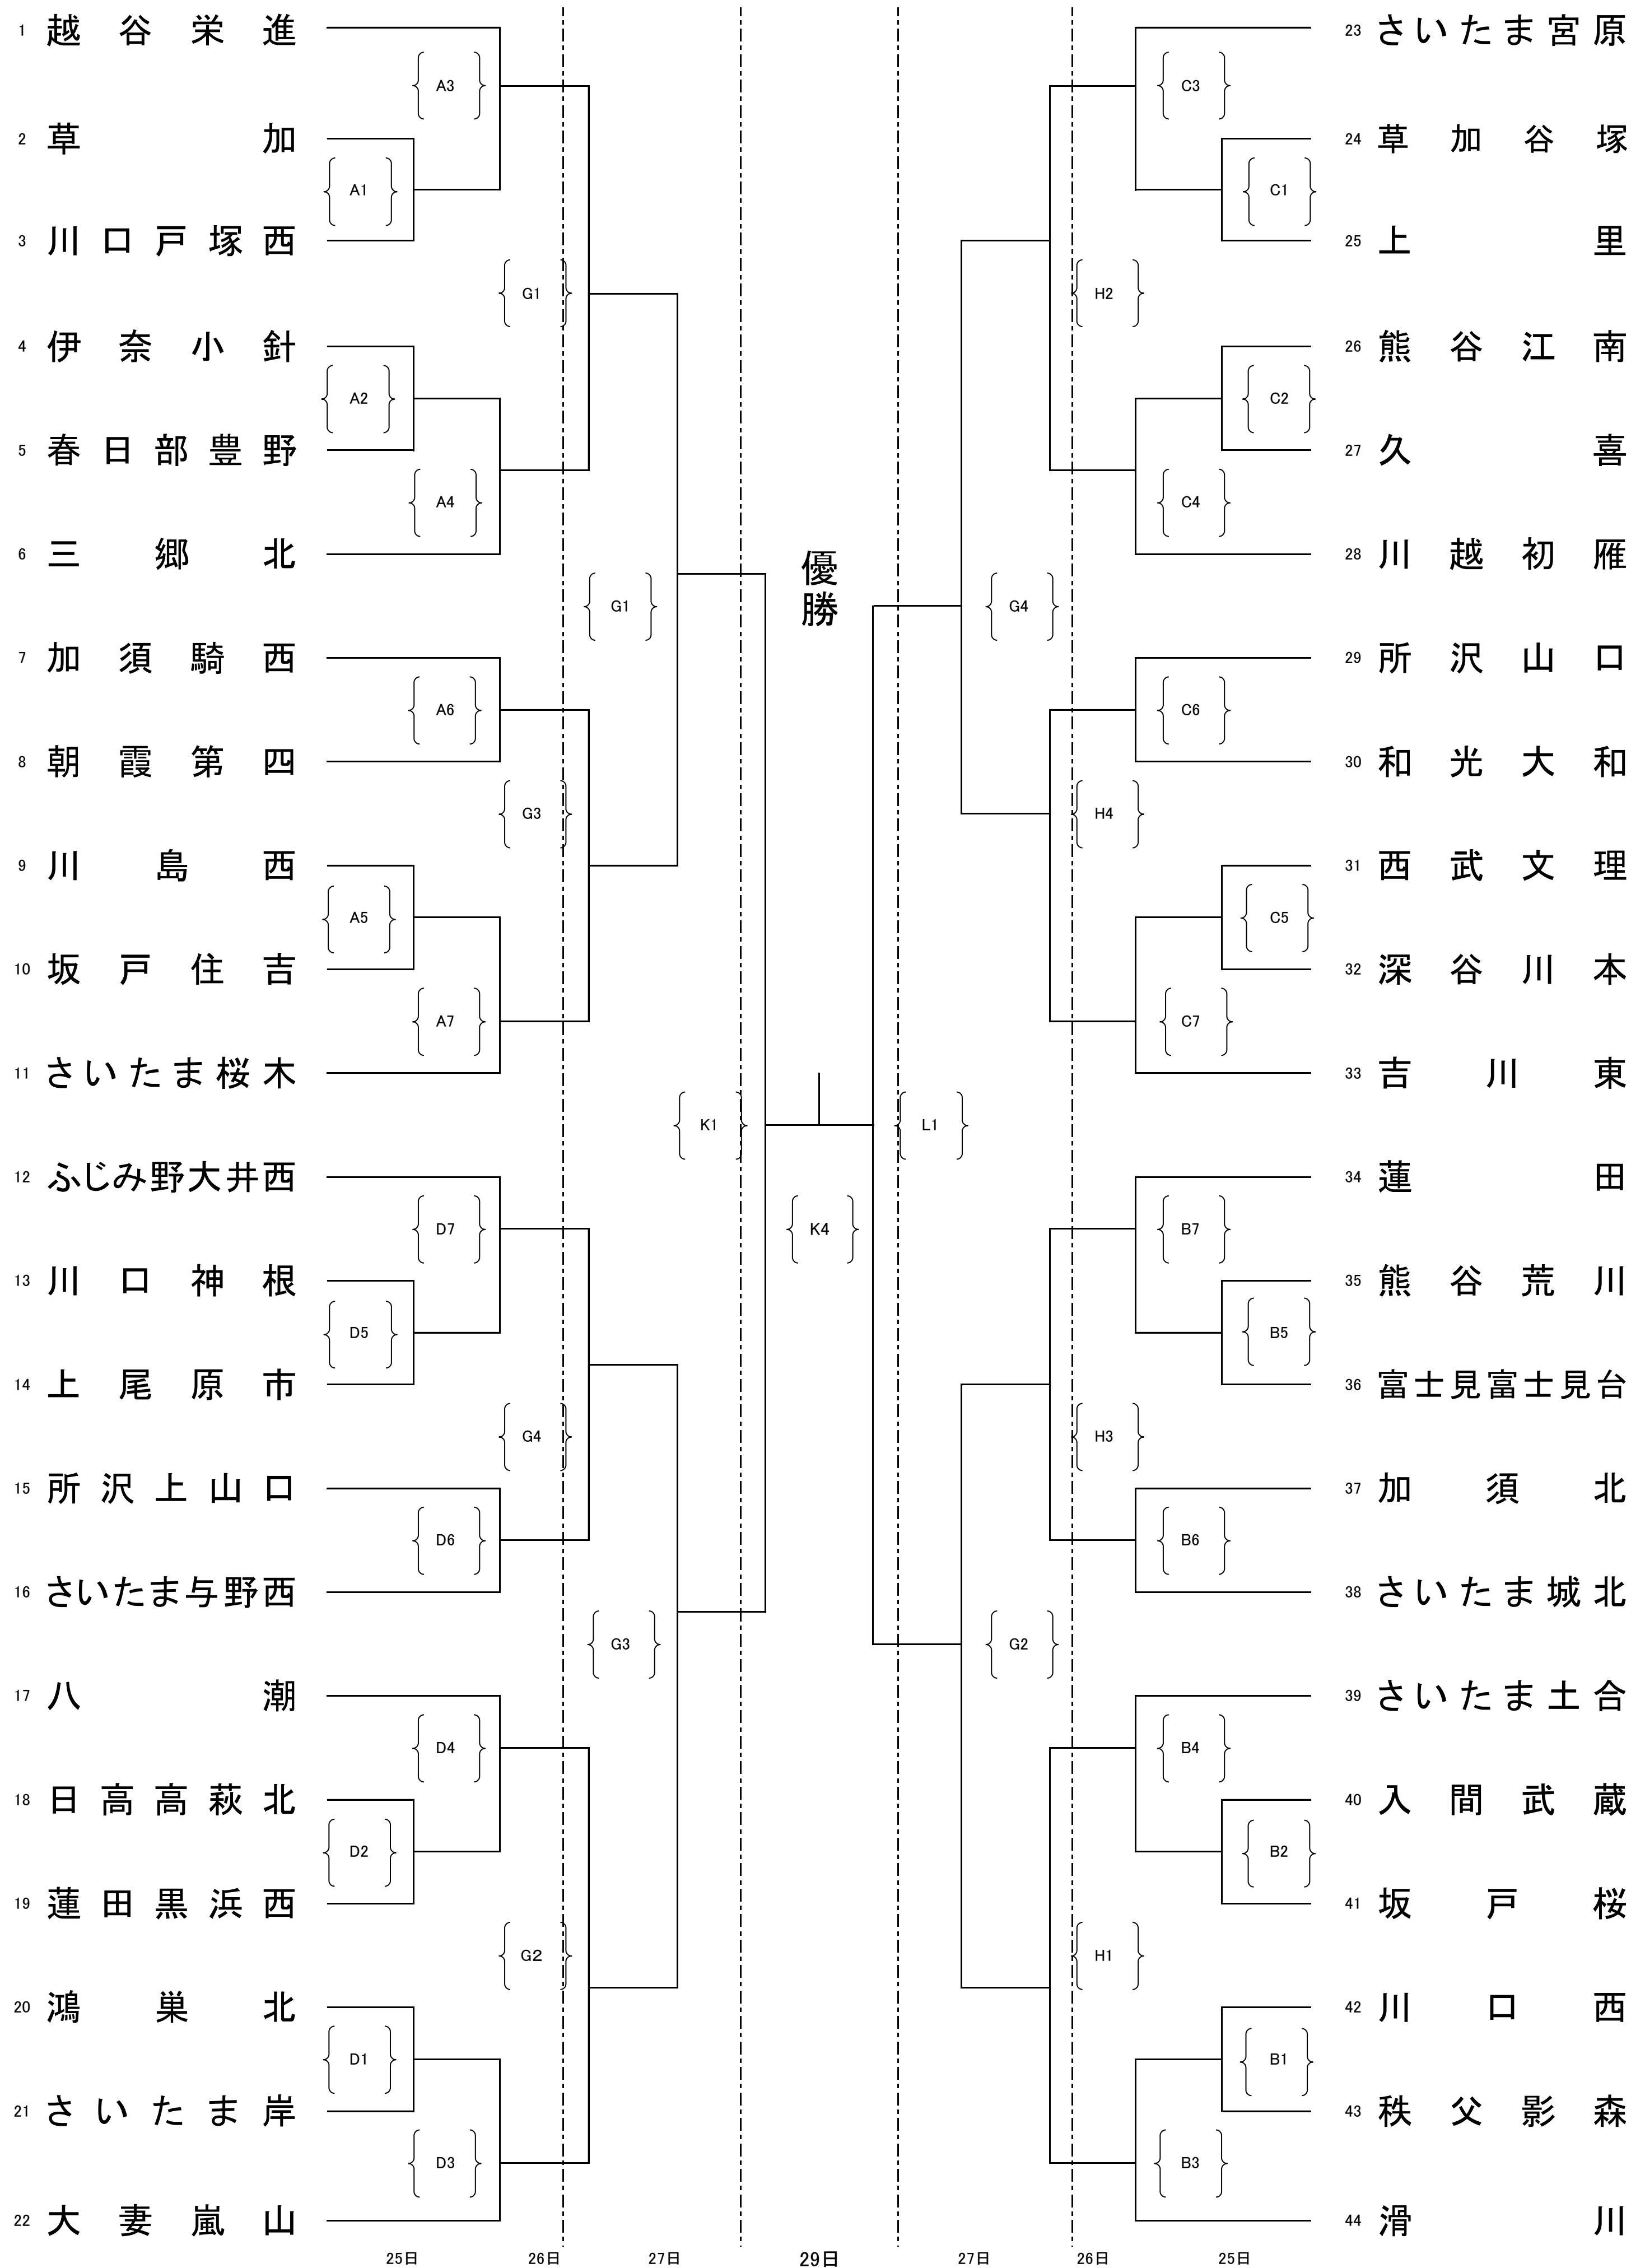 1 越谷栄進
A3
2 草加
A1
3 川口戸塚西
G1
4 伊奈小針
A2
5 春日部豊野
A4
6 三郷北
G1
7 加須騎西
A6
8 朝霞第四
G3
9 川島西
A5
10 坂戸住吉
A7
11 さいたま桜木
K1
12 ふじみ野大井西
D7
13 川口神根
D5
14 上尾原市
G4
15 所沢上山口
D6
16 さいたま与野西
G3
17 八潮
D4
18 日高高萩北
D2
19 蓮田黒浜西
G2
20 鴻巣北
D1
21 さいたま岸
D3
22 大妻嵐山
優勝
K4
23 さいたま宮原
C3
24 草加谷塚
C1
25 上里
H2
26 熊谷江南
C2
27 久喜
C4
28 川越初雁
G4
29 所沢山口
C6
30 和光大和
H4
31 西武文理
C5
32 深谷川本
C7
33 吉川東
L1
34 蓮田
B7
35 熊谷荒川
B5
36 富士見富士見台
H3
37 加須北
B6
38 さいたま城北
G2
39 さいたま土合
B4
40 入間武蔵
B2
41 坂戸桜
H1
42 川口西
B1
43 秩父影森
B3
44 滑川
25日 26日 27日 29日 27日 26日 25日